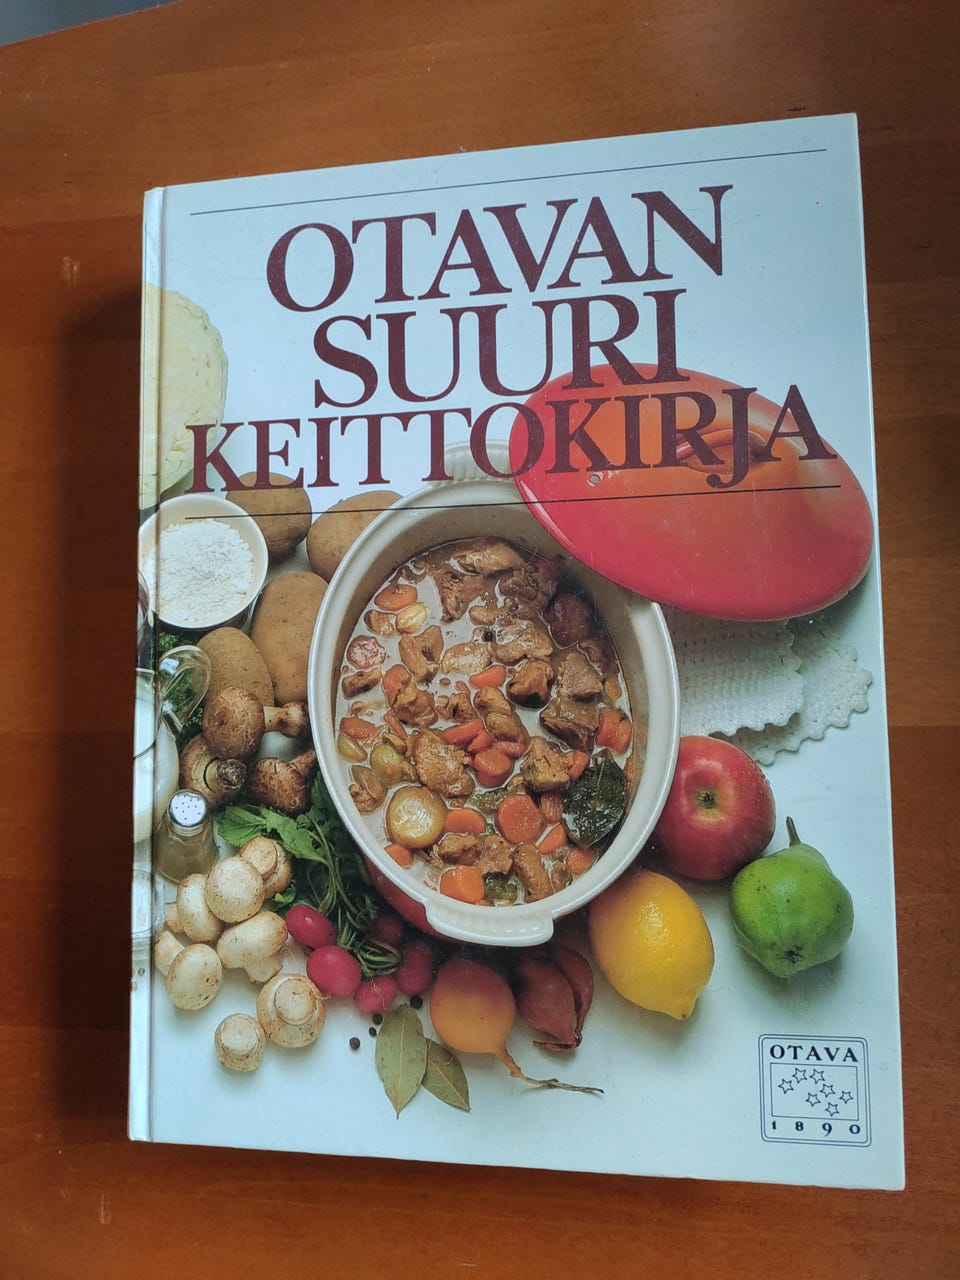 OTAVAN
SUURI
KEITTOKIRJA
OTAVA
1890